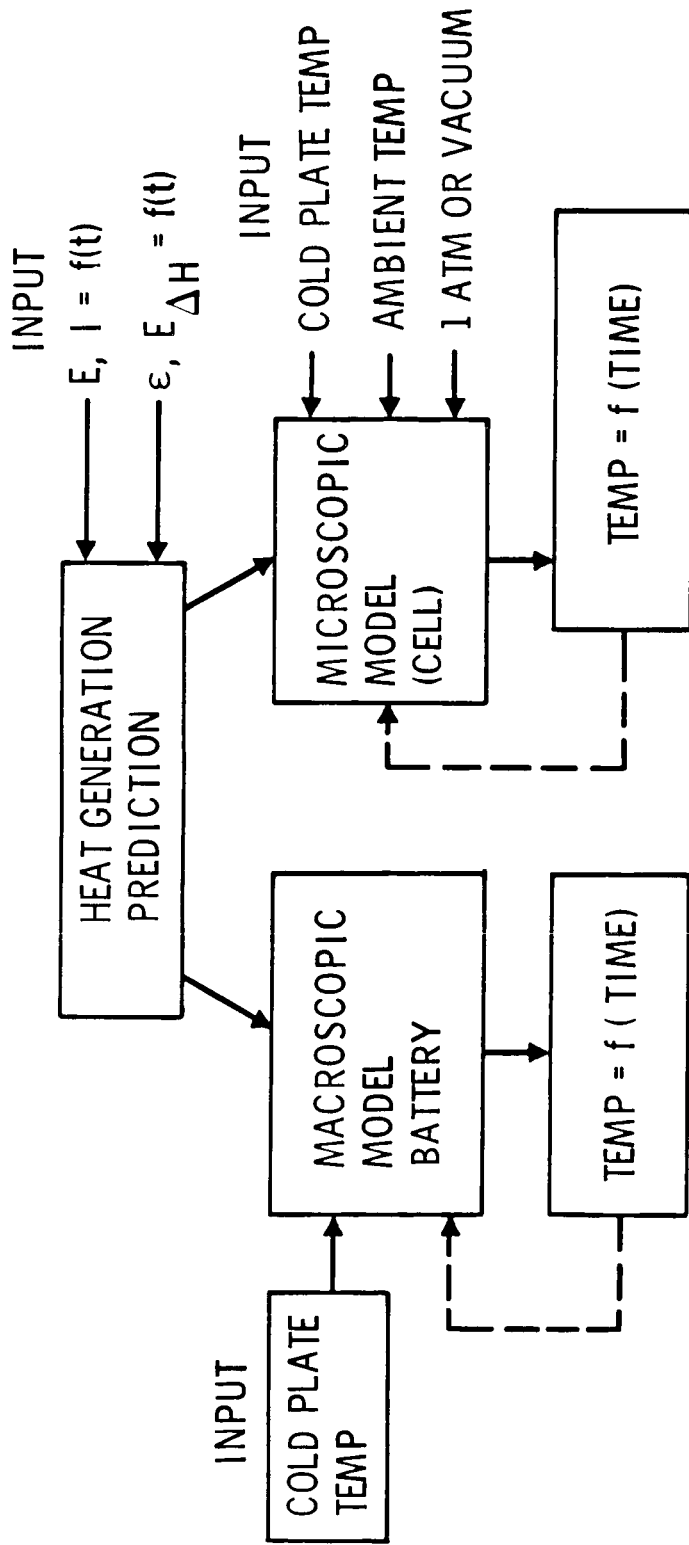 INPUT
E, I = f(t)
ε, E ΔH = f(t)
HEAT GENERATION
PREDICTION
INPUT
COLD PLATE
TEMP
MACROSCOPIC
MODEL
BATTERY
MICROSCOPIC
MODEL
(CELL)
INPUT
COLD PLATE TEMP
AMBIENT TEMP
1 ATM OR VACUUM
TEMP = f ( TIME)
TEMP = f (TIME)